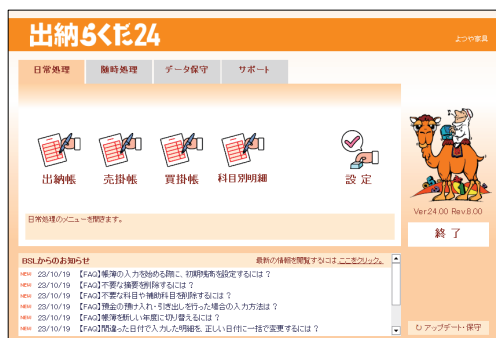 出納らくだ24
よつや家具
日常処理 随時処理 データ保守 サポート
出納帳 売掛帳 買掛帳 科目別明細 設定
日常処理のメニューを開きます。
Ver.24.00 Rev.8.00
終了
BSLからのお知らせ 最新の情報を閲覧するには ここをクリック。
NEW 23/10/19 【FAQ】帳簿の入力を始める際に、初期残高を設定するには？
NEW 23/10/19 【FAQ】不要な摘要を削除するには？
NEW 23/10/19 【FAQ】不要な科目や補助科目を削除するには？
NEW 23/10/19 【FAQ】預金の預け入れ・引き出しを行った場合の入力方法は？
NEW 23/10/19 【FAQ】帳簿を新しい年度に切り替えるには？
NEW 23/10/19 【FAQ】間違った日付で入力した明細を、正しい日付に一括で変更するには？
アップデート・保守